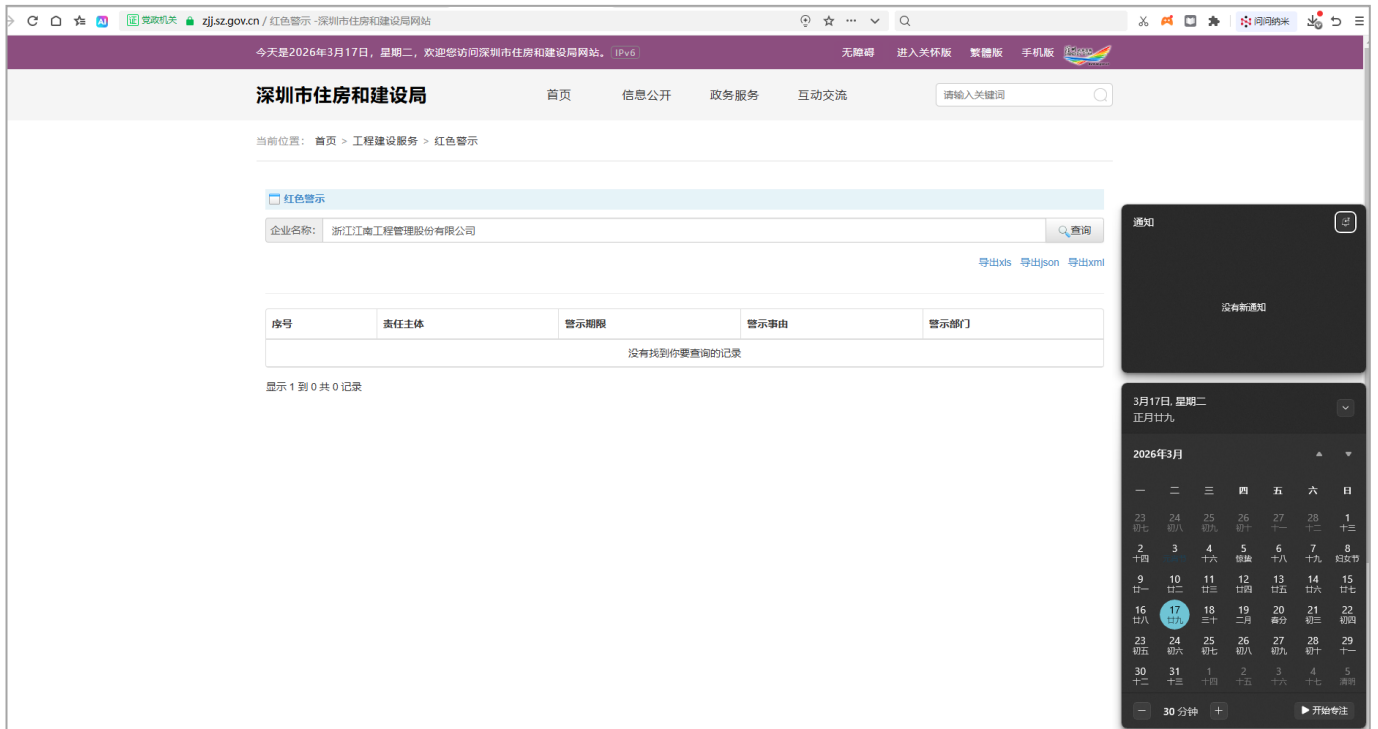 证 党政机关 zjj.sz.gov.cn / 红色警示 -深圳市住房和建设局网站 问问纳米
今天是2026年3月17日，星期二，欢迎您访问深圳市住房和建设局网站。 IPv6 无障碍 进入关怀版 繁體版 手机版
深圳市住房和建设局 首页 信息公开 政务服务 互动交流 请输入关键词
当前位置： 首页 > 工程建设服务 > 红色警示
红色警示
企业名称： 浙江江南工程管理股份有限公司 查询
导出xls 导出json 导出xml
序号 责任主体 警示期限 警示事由 警示部门
没有找到你要查询的记录
显示 1 到 0 共 0 记录
通知
没有新通知
3月17日, 星期二
正月廿九
2026年3月
一 二 三 四 五 六 日
23 24 25 26 27 28 1
初七 初八 初九 初十 十一 十二 十三
2 3 4 5 6 7 8
十四 十六 惊蛰 十八 十九 妇女节
9 10 11 12 13 14 15
廿一 廿二 廿三 廿四 廿五 廿六 廿七
16 17 18 19 20 21 22
廿八 廿九 三十 二月 春分 初三 初四
23 24 25 26 27 28 29
初五 初六 初七 初八 初九 初十 十一
30 31 1 2 3 4 5
十二 十三 十四 十五 十六 十七 清明
30 分钟 开始专注